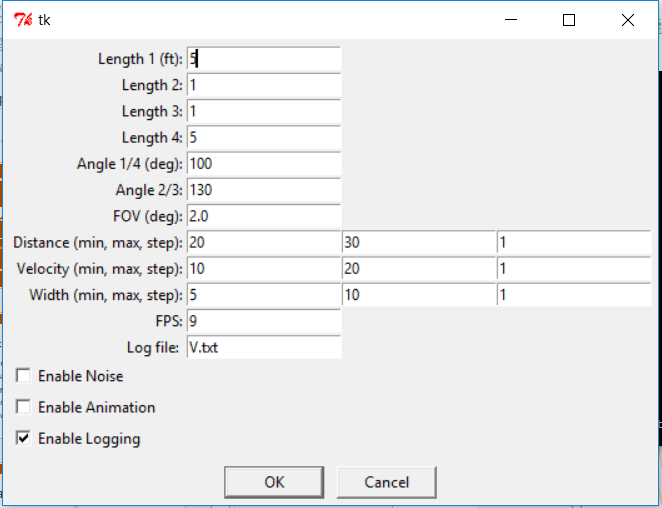 tk
Length 1 (ft): 5
Length 2: 1
Length 3: 1
Length 4: 5
Angle 1/4 (deg): 100
Angle 2/3: 130
FOV (deg): 2.0
Distance (min, max, step): 20 30 1
Velocity (min, max, step): 10 20 1
Width (min, max, step): 5 10 1
FPS: 9
Log file: V.txt
Enable Noise
Enable Animation
Enable Logging
OK Cancel